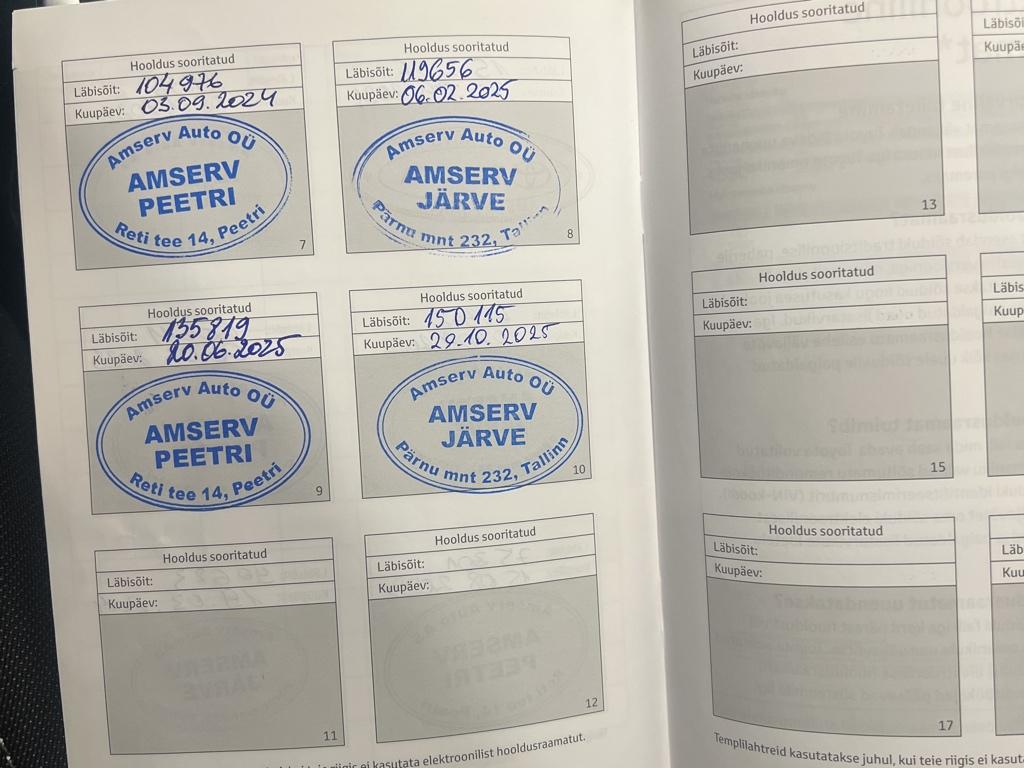 Hooldus sooritatud
Läbisõit: 104976
Kuupäev: 03.09.2024
Amserv Auto OÜ
AMSERV
PEETRI
Reti tee 14, Peetri
7
Hooldus sooritatud
Läbisõit: 119656
Kuupäev: 06.02.2025
Amserv Auto OÜ
AMSERV
JÄRVE
Pärnu mnt 232, Tallinn
8
Hooldus sooritatud
Läbisõit: 135819
Kuupäev: 20.06.2025
Amserv Auto OÜ
AMSERV
PEETRI
Reti tee 14, Peetri
9
Hooldus sooritatud
Läbisõit: 150115
Kuupäev: 29.10.2025
Amserv Auto OÜ
AMSERV
JÄRVE
Pärnu mnt 232, Tallinn
10
Hooldus sooritatud
Läbisõit:
Kuupäev:
11
Hooldus sooritatud
Läbisõit:
Kuupäev:
12
riigis ei kasutata elektroonilist hooldusraamatut.
Hooldus sooritatud
Läbisõit:
Kuupäev:
13
Hooldus sooritatud
Läbisõit:
Kuupäev:
15
Hooldus sooritatud
Läbisõit:
Kuupäev:
17
Templilahtreid kasutatakse juhul, kui teie riigis ei